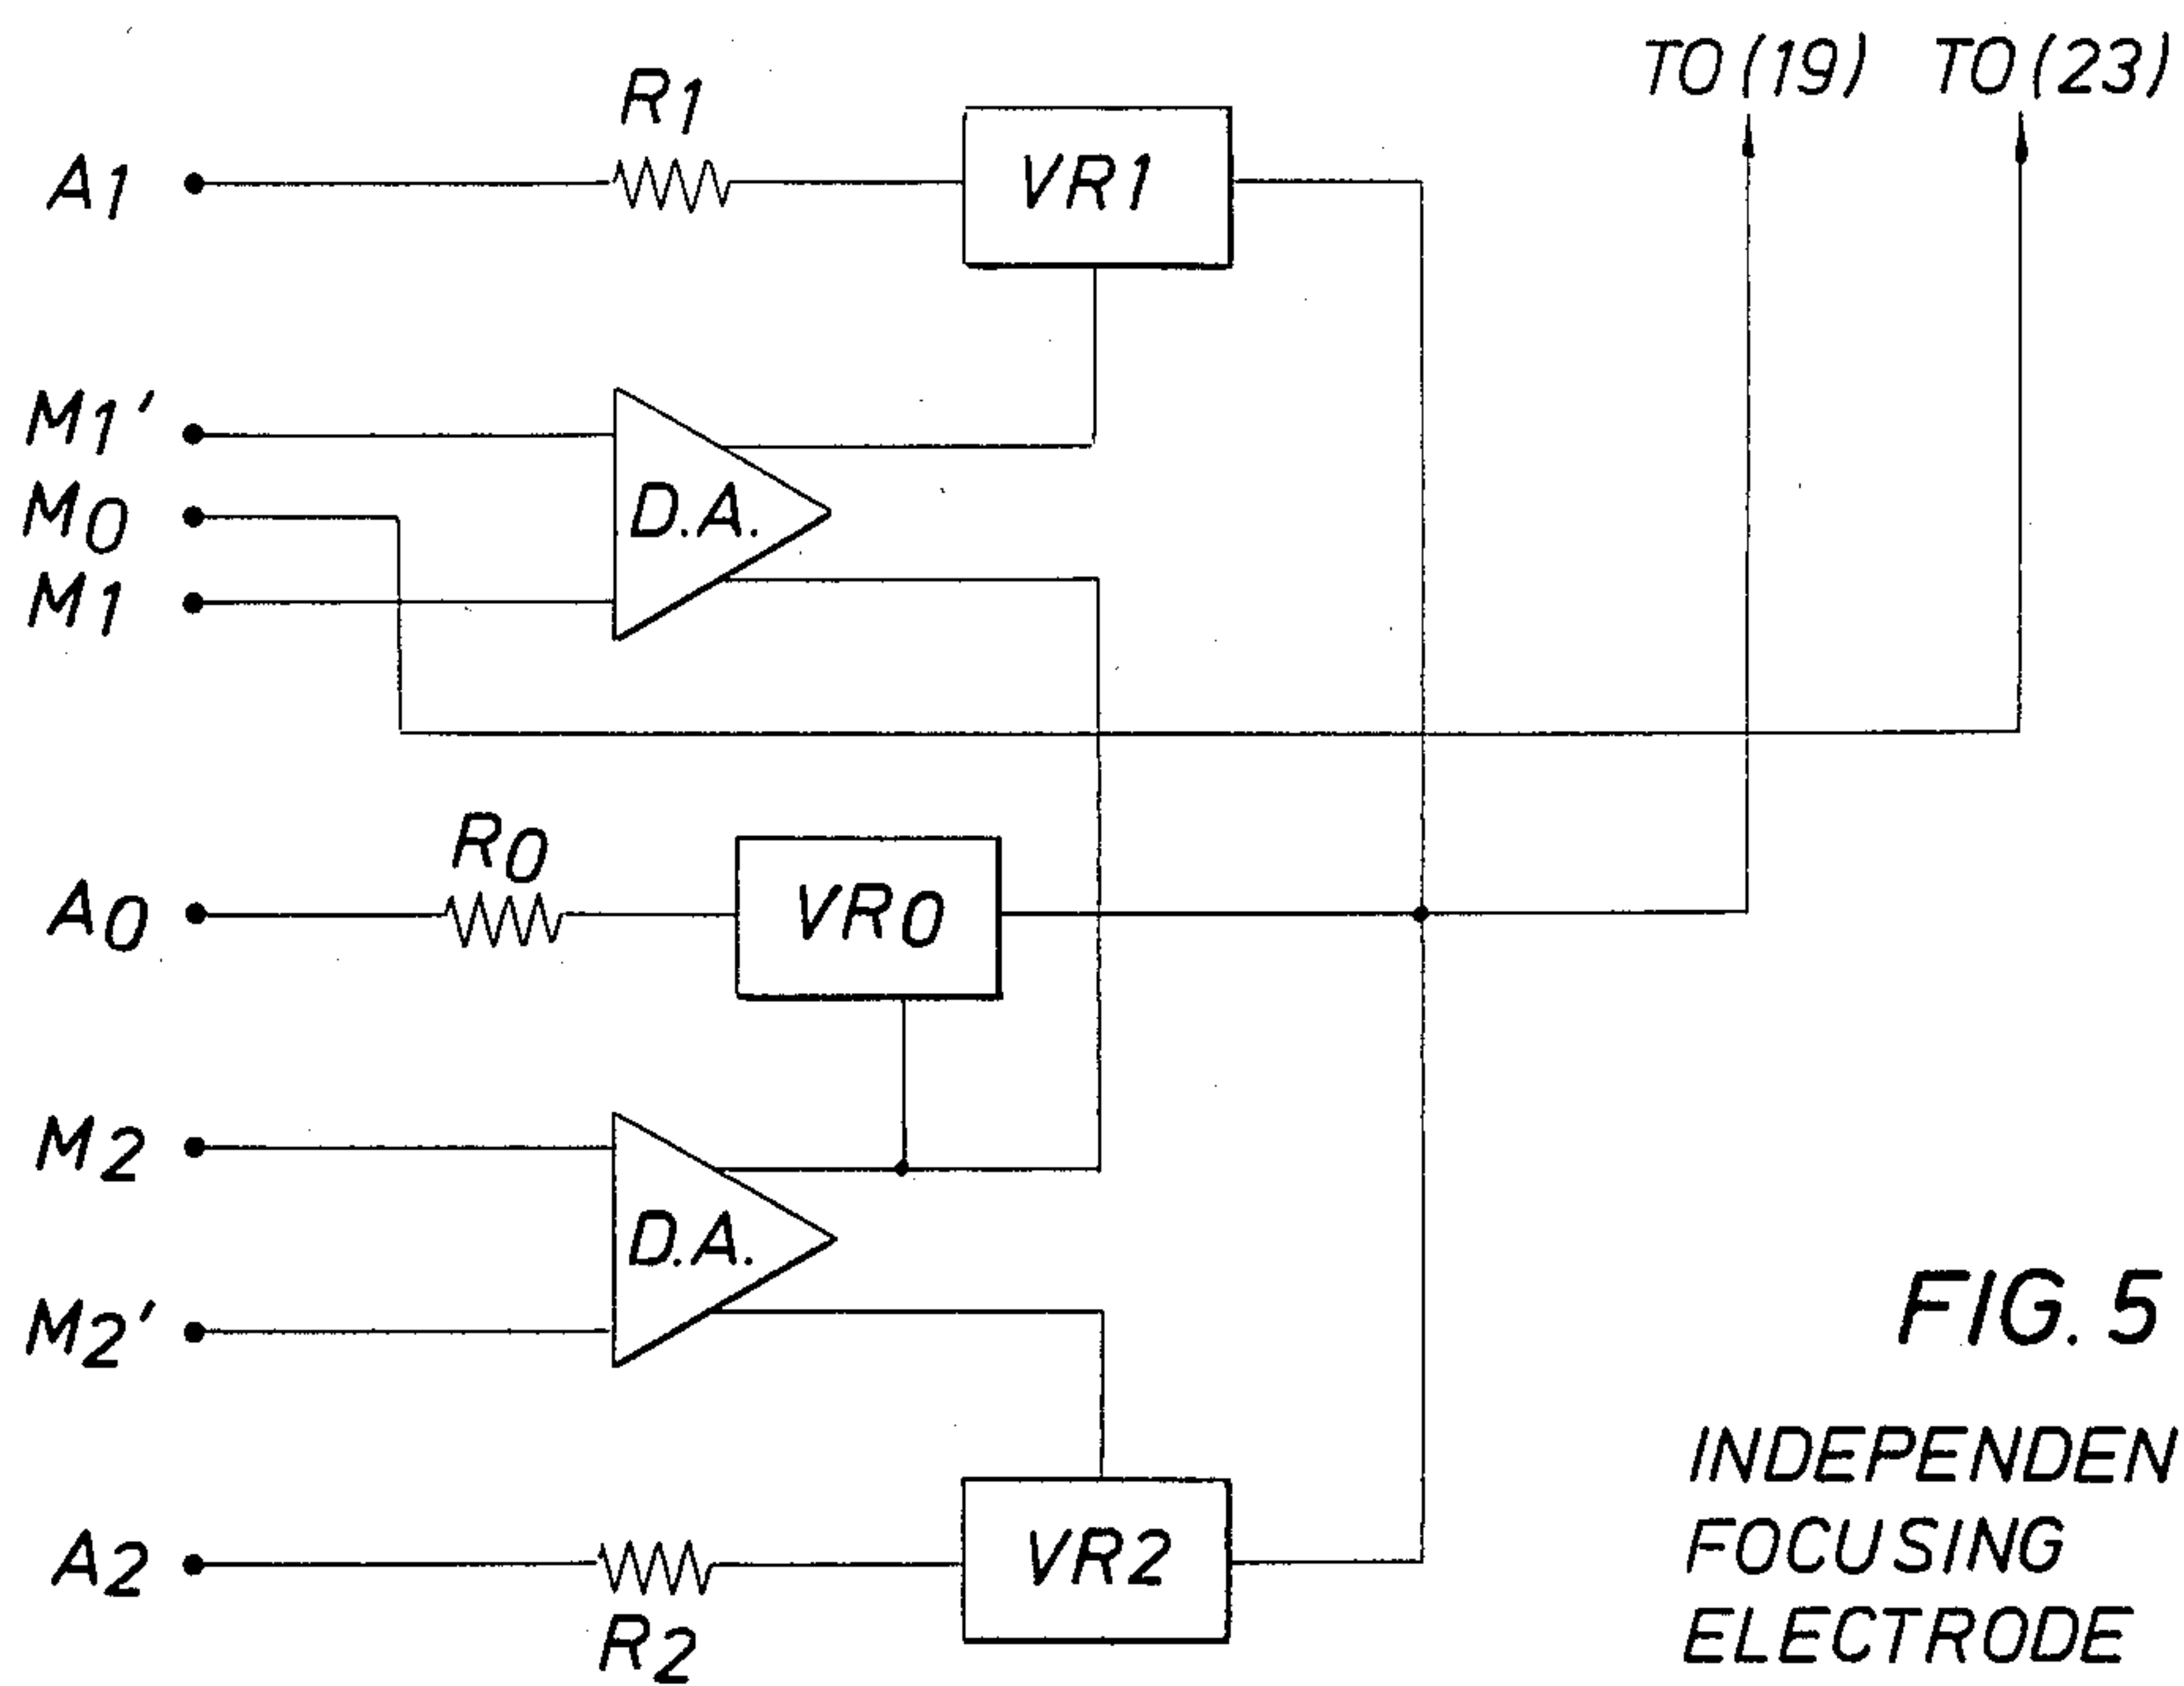 TO (19) TO (23)
R1
A1
VR1
M1'
M0
D.A.
M1
R0
A0
VR0
M2
D.A.
M2'
FIG. 5
INDEPENDEN
FOCUSING
ELECTRODE
A2
VR2
R2